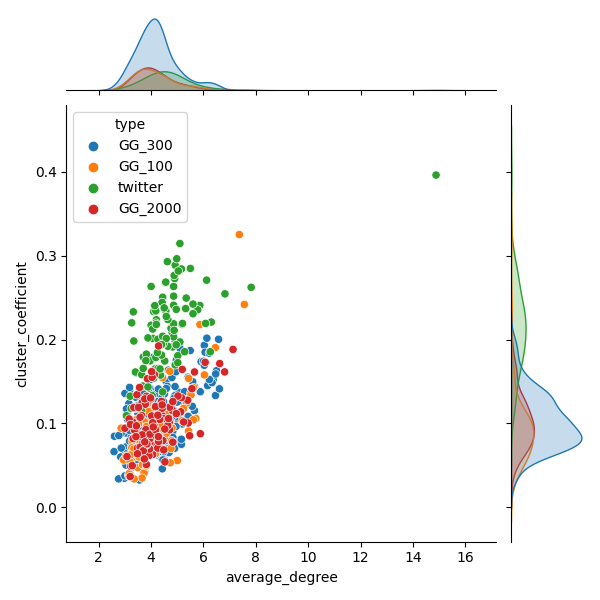 type
GG_300
GG_100
twitter
GG_2000
cluster_coefficient
0.4
0.3
0.2
0.1
0.0
2 4 6 8 10 12 14 16
average_degree